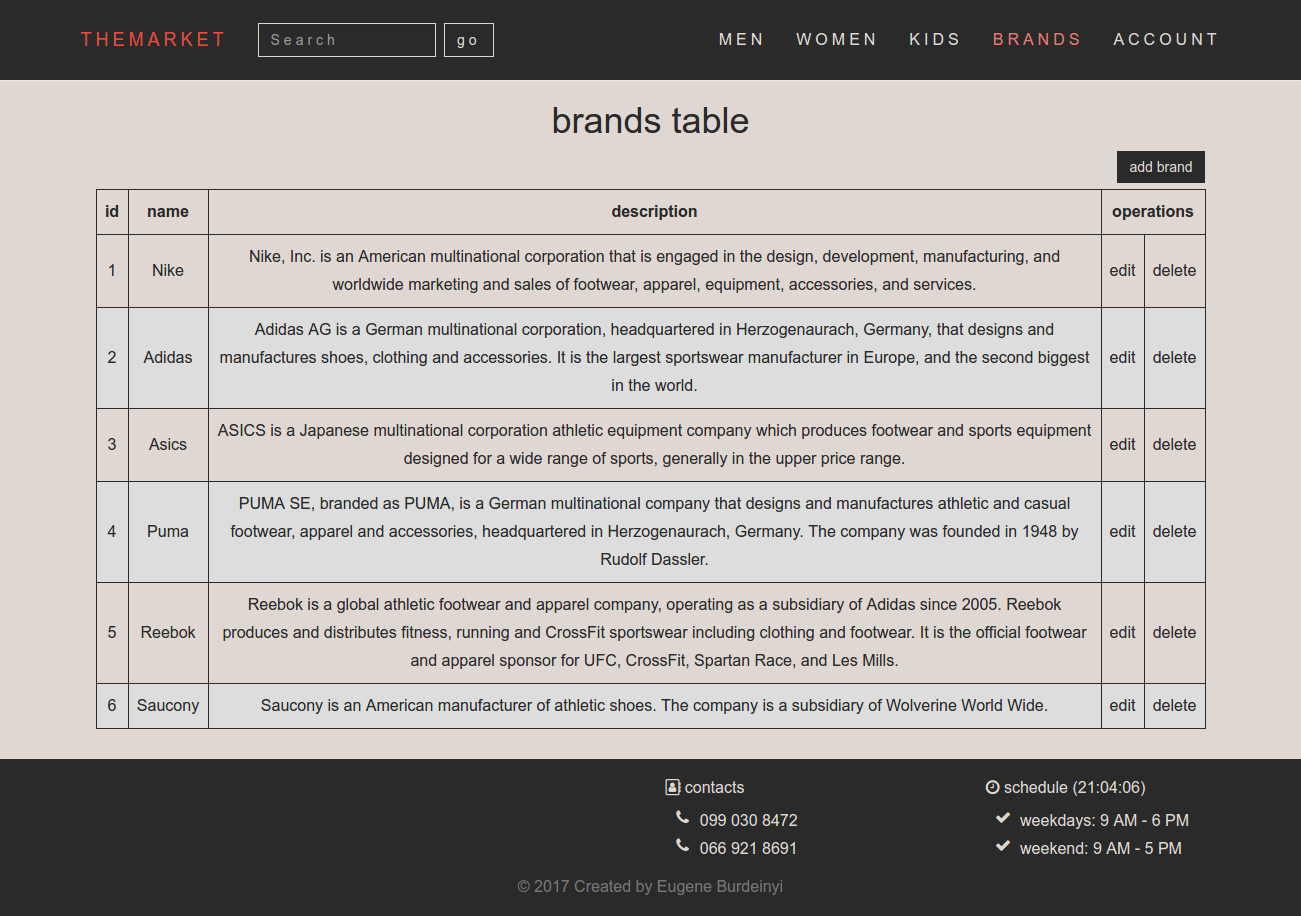 THEMARKET Search go MEN WOMEN KIDS BRANDS ACCOUNT
brands table
add brand
id name description operations
1 Nike Nike, Inc. is an American multinational corporation that is engaged in the design, development, manufacturing, and
worldwide marketing and sales of footwear, apparel, equipment, accessories, and services. edit delete
2 Adidas Adidas AG is a German multinational corporation, headquartered in Herzogenaurach, Germany, that designs and
manufactures shoes, clothing and accessories. It is the largest sportswear manufacturer in Europe, and the second biggest
in the world. edit delete
3 Asics ASICS is a Japanese multinational corporation athletic equipment company which produces footwear and sports equipment
designed for a wide range of sports, generally in the upper price range. edit delete
4 Puma PUMA SE, branded as PUMA, is a German multinational company that designs and manufactures athletic and casual
footwear, apparel and accessories, headquartered in Herzogenaurach, Germany. The company was founded in 1948 by
Rudolf Dassler. edit delete
5 Reebok Reebok is a global athletic footwear and apparel company, operating as a subsidiary of Adidas since 2005. Reebok
produces and distributes fitness, running and CrossFit sportswear including clothing and footwear. It is the official footwear
and apparel sponsor for UFC, CrossFit, Spartan Race, and Les Mills. edit delete
6 Saucony Saucony is an American manufacturer of athletic shoes. The company is a subsidiary of Wolverine World Wide. edit delete
contacts
099 030 8472
066 921 8691
schedule (21:04:06)
weekdays: 9 AM - 6 PM
weekend: 9 AM - 5 PM
© 2017 Created by Eugene Burdeinyi